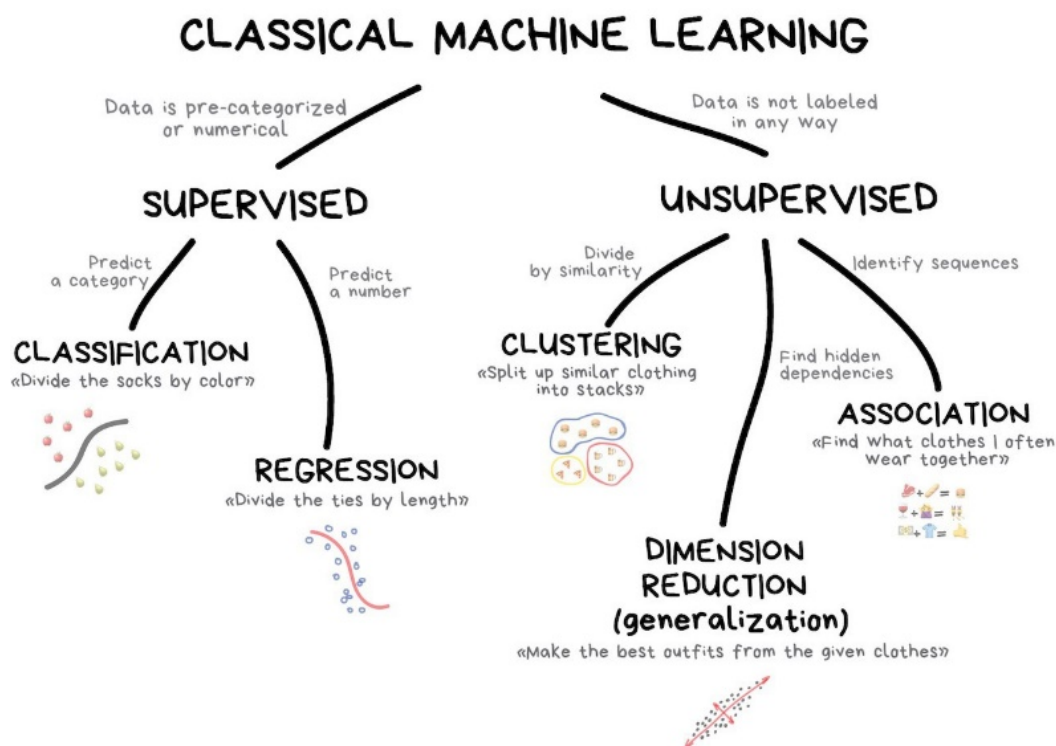 CLASSICAL MACHINE LEARNING
Data is pre-categorized
or numerical
Data is not labeled
in any way
SUPERVISED
UNSUPERVISED
Predict
a category
Predict
a number
Divide
by similarity
Identify sequences
CLASSIFICATION
«Divide the socks by color»
REGRESSION
«Divide the ties by length»
CLUSTERING
«Split up similar clothing
into stacks»
Find hidden
dependencies
ASSOCIATION
«Find what clothes I often
wear together»
+ =
+ =
+ =
DIMENSION
REDUCTION
(generalization)
«Make the best outfits from the given clothes»